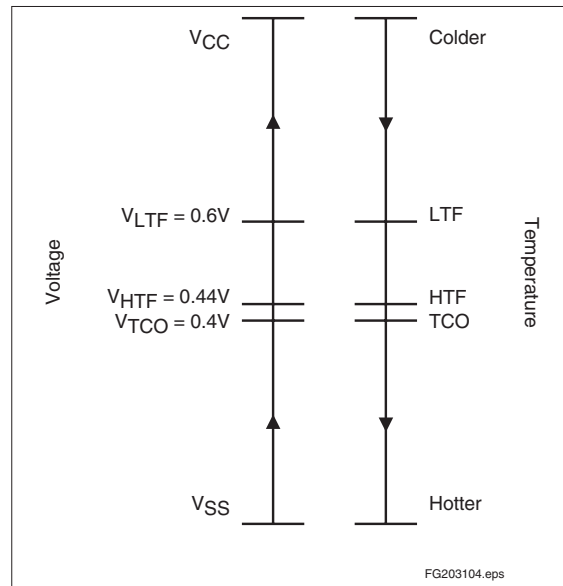 VCC Colder
VLTF = 0.6V LTF
Voltage
Temperature
VHTF = 0.44V HTF
VTCO = 0.4V TCO
VSS Hotter
FG203104.eps